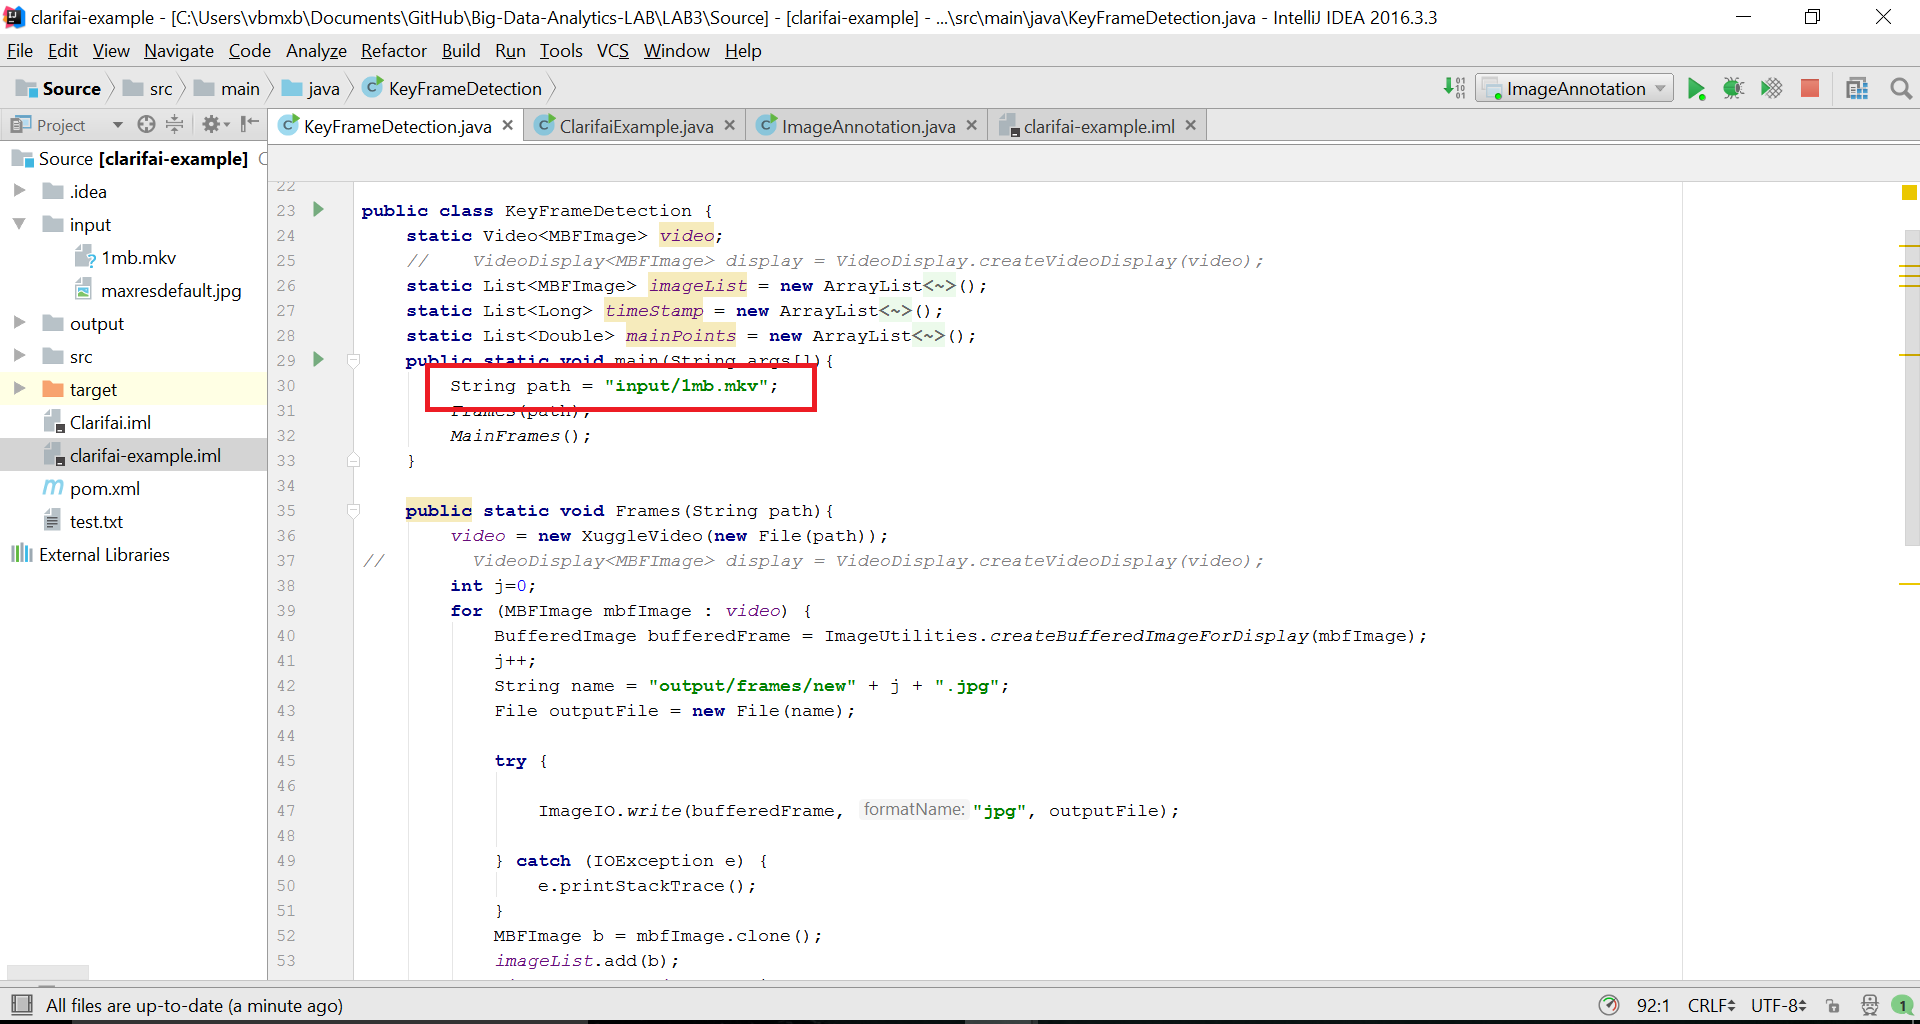 clarifai-example - [C:\Users\vbmxb\Documents\GitHub\Big-Data-Analytics-LAB\LAB3\Source] - [clarifai-example] - ...\src\main\java\KeyFrameDetection.java - IntelliJ IDEA 2016.3.3
File Edit View Navigate Code Analyze Refactor Build Run Tools VCS Window Help
Source src main java KeyFrameDetection ImageAnnotation
Project KeyFrameDetection.java ClarifaiExample.java ImageAnnotation.java clarifai-example.iml
Source [clarifai-example]
.idea
input
1mb.mkv
maxresdefault.jpg
output
src
target
Clarifai.iml
clarifai-example.iml
pom.xml
test.txt
External Libraries
22
23 public class KeyFrameDetection {
24 static Video<MBFImage> video;
25 // VideoDisplay<MBFImage> display = VideoDisplay.createVideoDisplay(video);
26 static List<MBFImage> imageList = new ArrayList<~>();
27 static List<Long> timeStamp = new ArrayList<~>();
28 static List<Double> mainPoints = new ArrayList<~>();
29 public static void main(String args[]){
30 String path = "input/1mb.mkv";
31 Frames(path);
32 MainFrames();
33 }
34
35 public static void Frames(String path){
36 video = new XuggleVideo(new File(path));
37 // VideoDisplay<MBFImage> display = VideoDisplay.createVideoDisplay(video);
38 int j=0;
39 for (MBFImage mbfImage : video) {
40 BufferedImage bufferedFrame = ImageUtilities.createBufferedImageForDisplay(mbfImage);
41 j++;
42 String name = "output/frames/new" + j + ".jpg";
43 File outputFile = new File(name);
44
45 try {
46
47 ImageIO.write(bufferedFrame, formatName: "jpg", outputFile);
48
49 } catch (IOException e) {
50 e.printStackTrace();
51 }
52 MBFImage b = mbfImage.clone();
53 imageList.add(b);
All files are up-to-date (a minute ago) 92:1 CRLF UTF-8 1